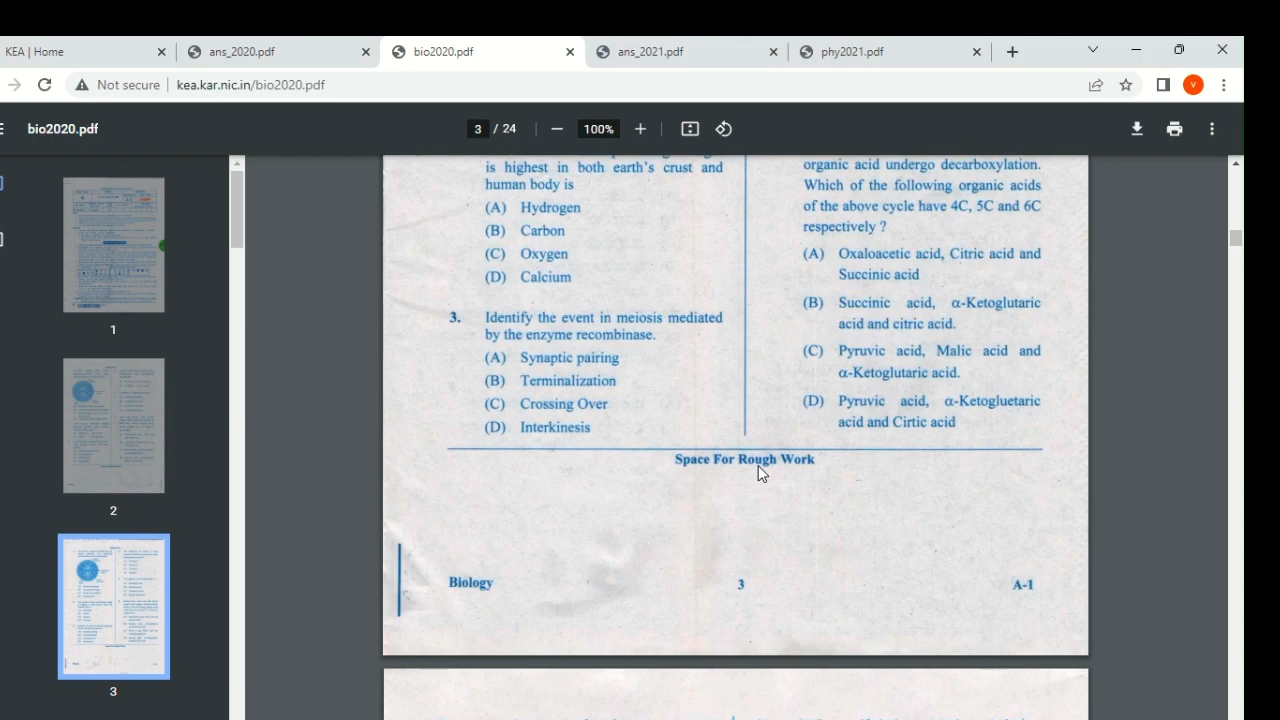 KEA | Home
ans_2020.pdf
bio2020.pdf
ans_2021.pdf
phy2021.pdf
Not secure
kea.kar.nic.in/bio2020.pdf
V
bio2020.pdf
3 / 24
100%
1
2
3
is highest in both earth's crust and
human body is
(A) Hydrogen
(B) Carbon
(C) Oxygen
(D) Calcium
3. Identify the event in meiosis mediated
by the enzyme recombinase.
(A) Synaptic pairing
(B) Terminalization
(C) Crossing Over
(D) Interkinesis
organic acid undergo decarboxylation.
Which of the following organic acids
of the above cycle have 4C, 5C and 6C
respectively ?
(A) Oxaloacetic acid, Citric acid and
Succinic acid
(B) Succinic acid, α-Ketoglutaric
acid and citric acid.
(C) Pyruvic acid, Malic acid and
α-Ketoglutaric acid.
(D) Pyruvic acid, α-Ketogluetaric
acid and Cirtic acid
Space For Rough Work
Biology
3
A-1